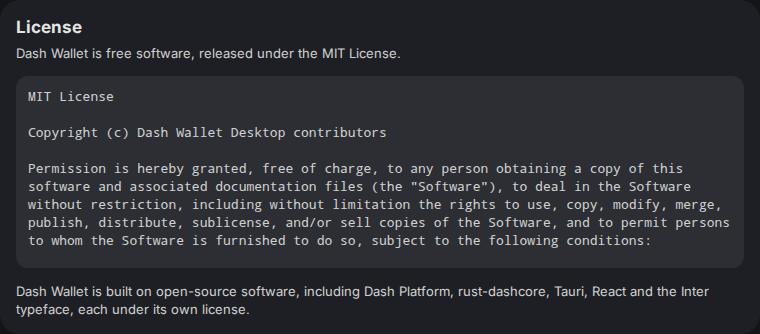 License
Dash Wallet is free software, released under the MIT License.
MIT License
Copyright (c) Dash Wallet Desktop contributors
Permission is hereby granted, free of charge, to any person obtaining a copy of this
software and associated documentation files (the "Software"), to deal in the Software
without restriction, including without limitation the rights to use, copy, modify, merge,
publish, distribute, sublicense, and/or sell copies of the Software, and to permit persons
to whom the Software is furnished to do so, subject to the following conditions:
Dash Wallet is built on open-source software, including Dash Platform, rust-dashcore, Tauri, React and the Inter
typeface, each under its own license.